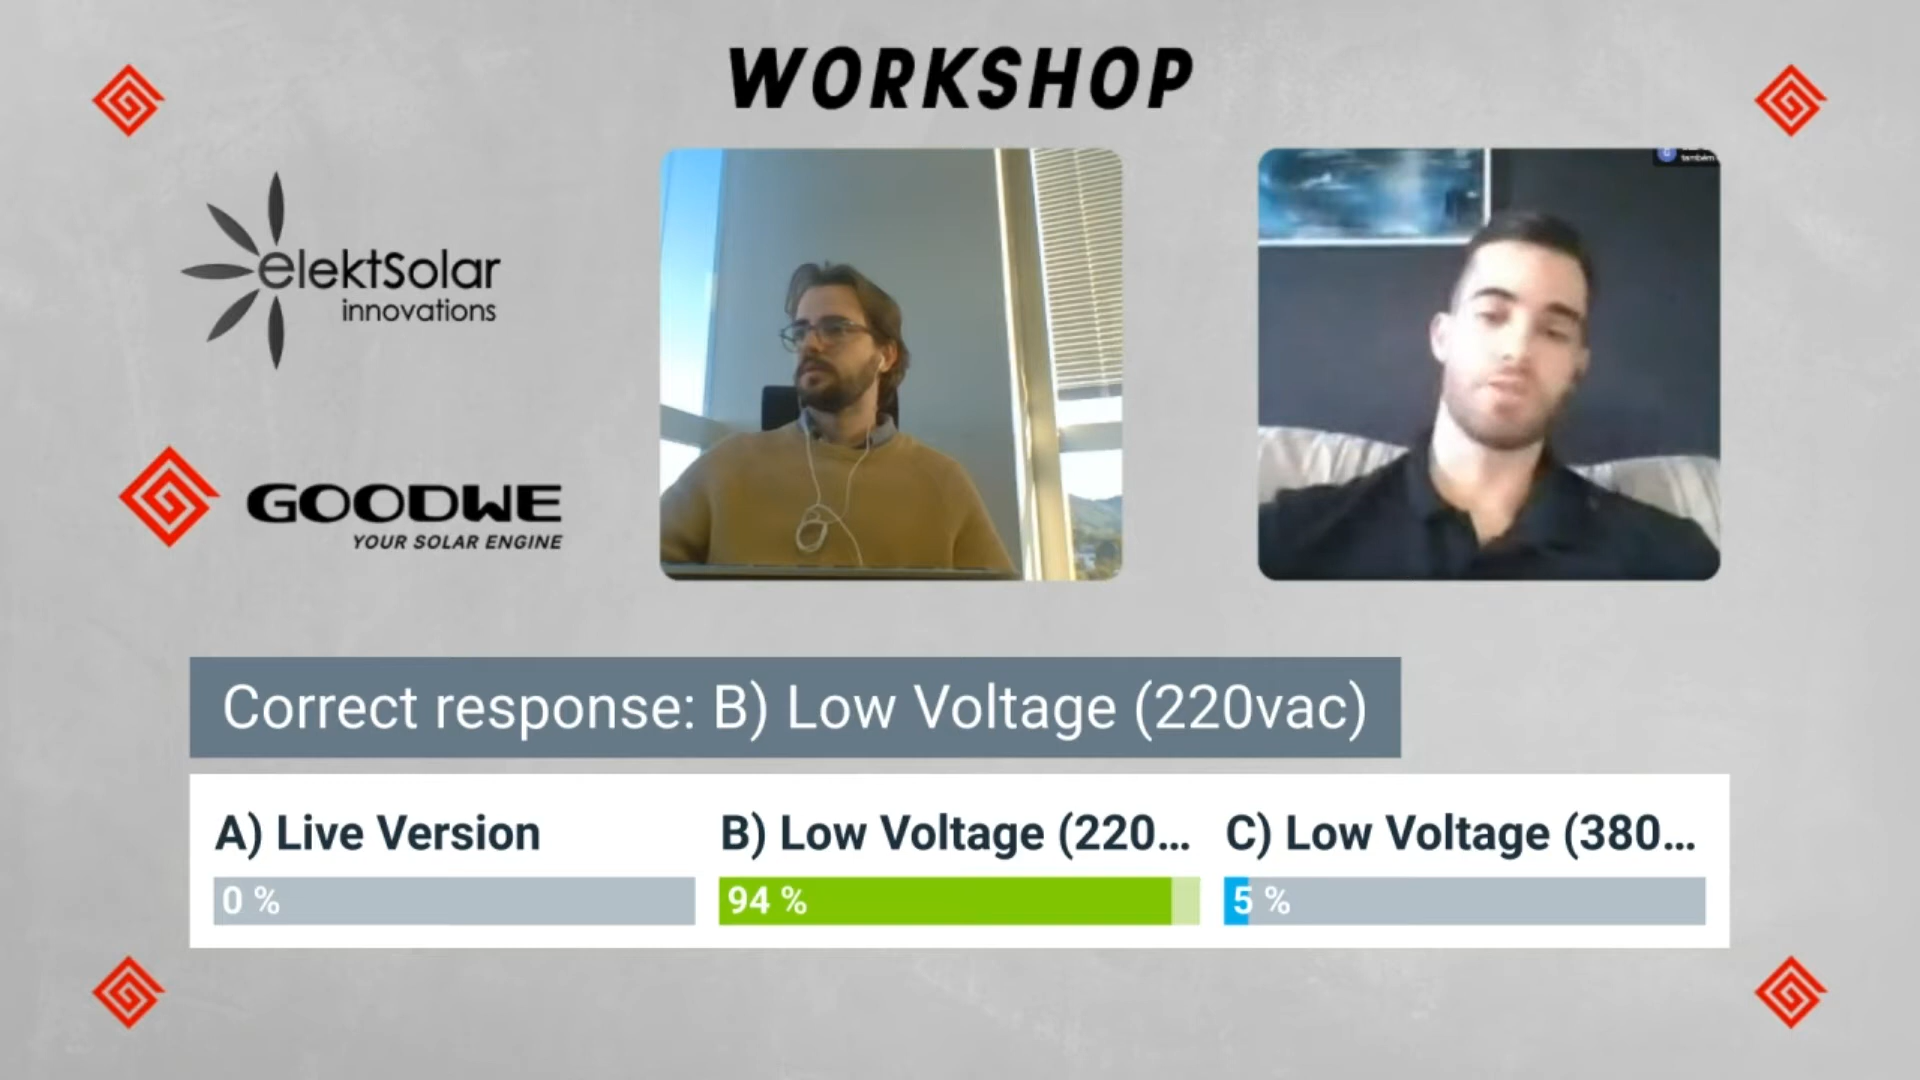 WORKSHOP
elektSolar
innovations
também
GOODWE
YOUR SOLAR ENGINE
Correct response: B) Low Voltage (220vac)
A) Live Version
B) Low Voltage (220...
C) Low Voltage (380...
0 %
94 %
5 %